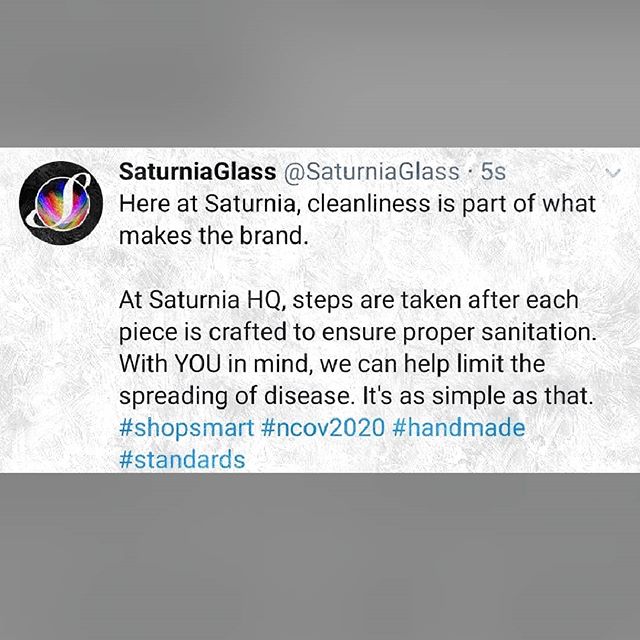 SaturniaGlass @SaturniaGlass · 5s
Here at Saturnia, cleanliness is part of what
makes the brand.
At Saturnia HQ, steps are taken after each
piece is crafted to ensure proper sanitation.
With YOU in mind, we can help limit the
spreading of disease. It's as simple as that.
#shopsmart #ncov2020 #handmade
#standards